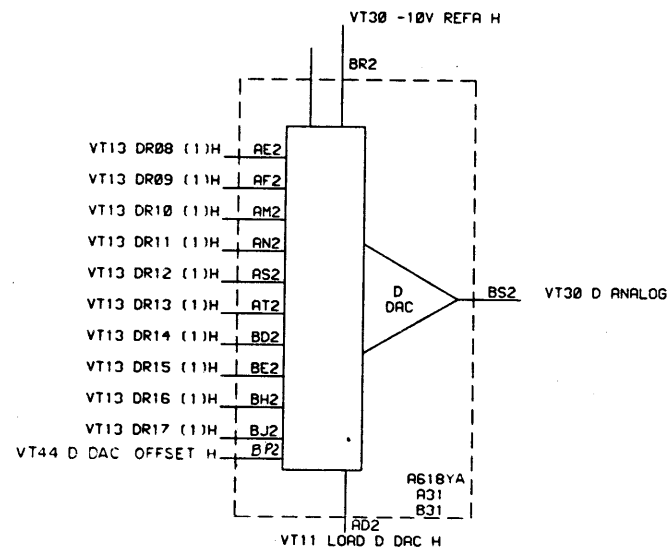 VT30 -10V REFA H
BR2
VT13 DR08 (1)H AE2
VT13 DR09 (1)H AF2
VT13 DR10 (1)H AM2
VT13 DR11 (1)H AN2
VT13 DR12 (1)H AS2
VT13 DR13 (1)H AT2
VT13 DR14 (1)H BD2
VT13 DR15 (1)H BE2
VT13 DR16 (1)H BH2
VT13 DR17 (1)H BJ2
VT44 D DAC OFFSET H BP2
D
DAC
BS2 VT30 D ANALOG
A618YA
A31
B31
AD2
VT11 LOAD D DAC H